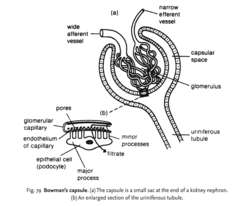 (a)
narrow
efferent
vessel
wide
afferent
vessel
capsular
space
glomerulus
(b)
pores
glomerular
capillary
endothelium
of capillary
minor
processes
filtrate
epithelial cell
(podocyte)
major
process
uriniferous
tubule
Fig. 79 Bowman's capsule. (a) The capsule is a small sac at the end of a kidney nephron.
(b) An enlarged section of the uriniferous tubule.